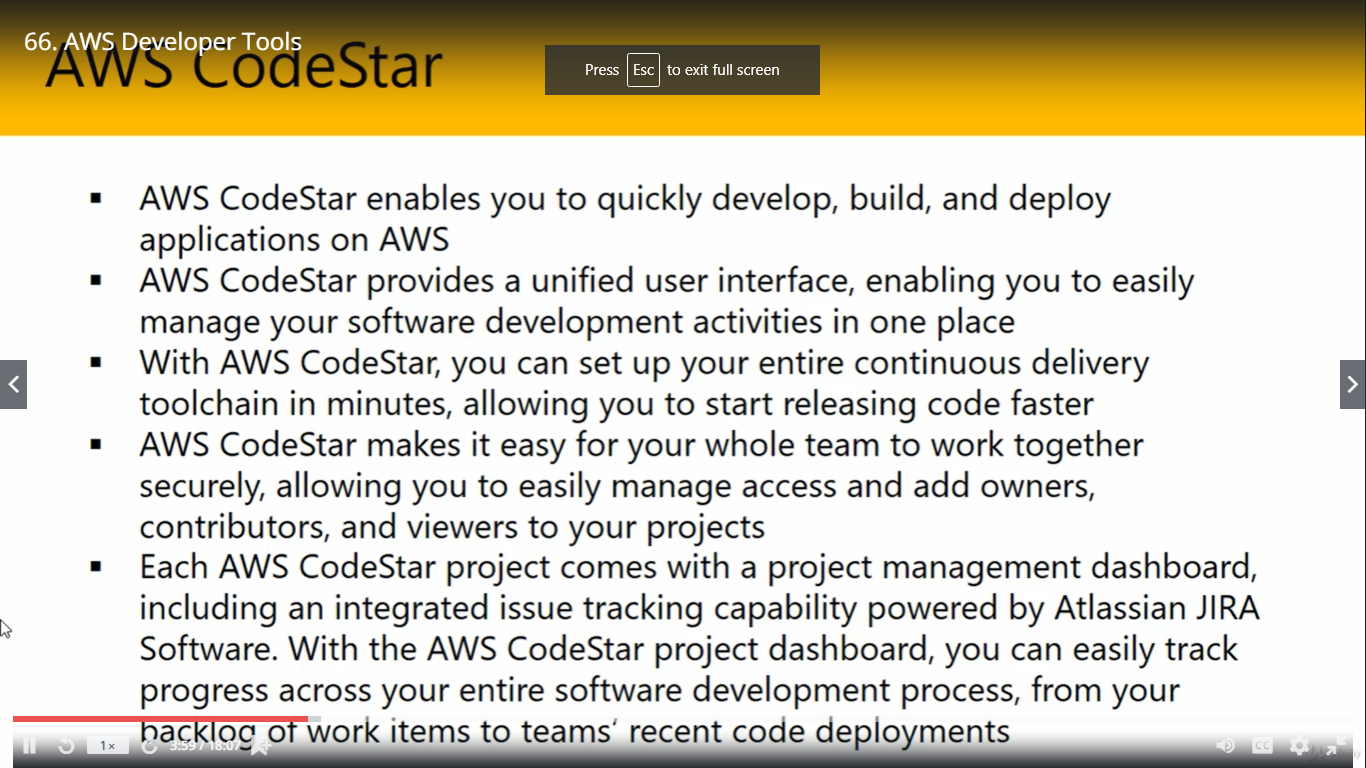 66. AWS Developer Tools
AWS CodeStar
Press Esc to exit full screen
▪ AWS CodeStar enables you to quickly develop, build, and deploy
applications on AWS
▪ AWS CodeStar provides a unified user interface, enabling you to easily
manage your software development activities in one place
▪ With AWS CodeStar, you can set up your entire continuous delivery
toolchain in minutes, allowing you to start releasing code faster
▪ AWS CodeStar makes it easy for your whole team to work together
securely, allowing you to easily manage access and add owners,
contributors, and viewers to your projects
▪ Each AWS CodeStar project comes with a project management dashboard,
including an integrated issue tracking capability powered by Atlassian JIRA
Software. With the AWS CodeStar project dashboard, you can easily track
progress across your entire software development process, from your
backlog of work items to teams‘ recent code deployments
1x
3:59 / 18:07
CC